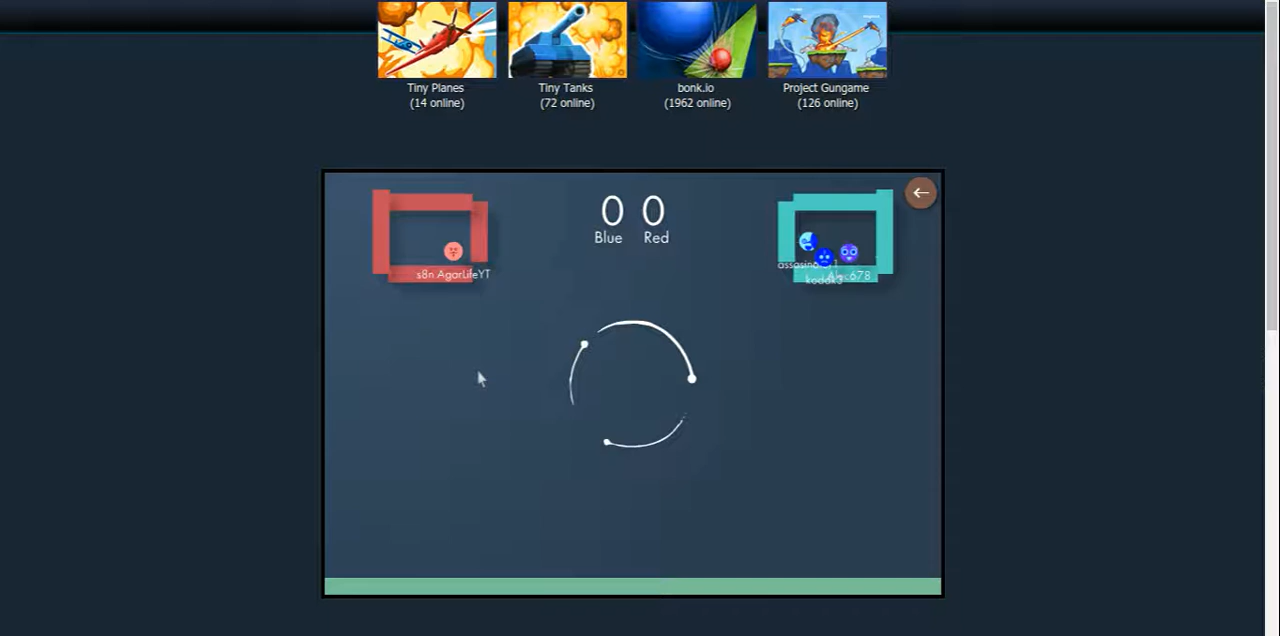 Tiny Planes
(14 online)
Tiny Tanks
(72 online)
bonk.io
(1962 online)
Project Gungame
(126 online)
0 0
Blue Red
s8n AgarLifeYT